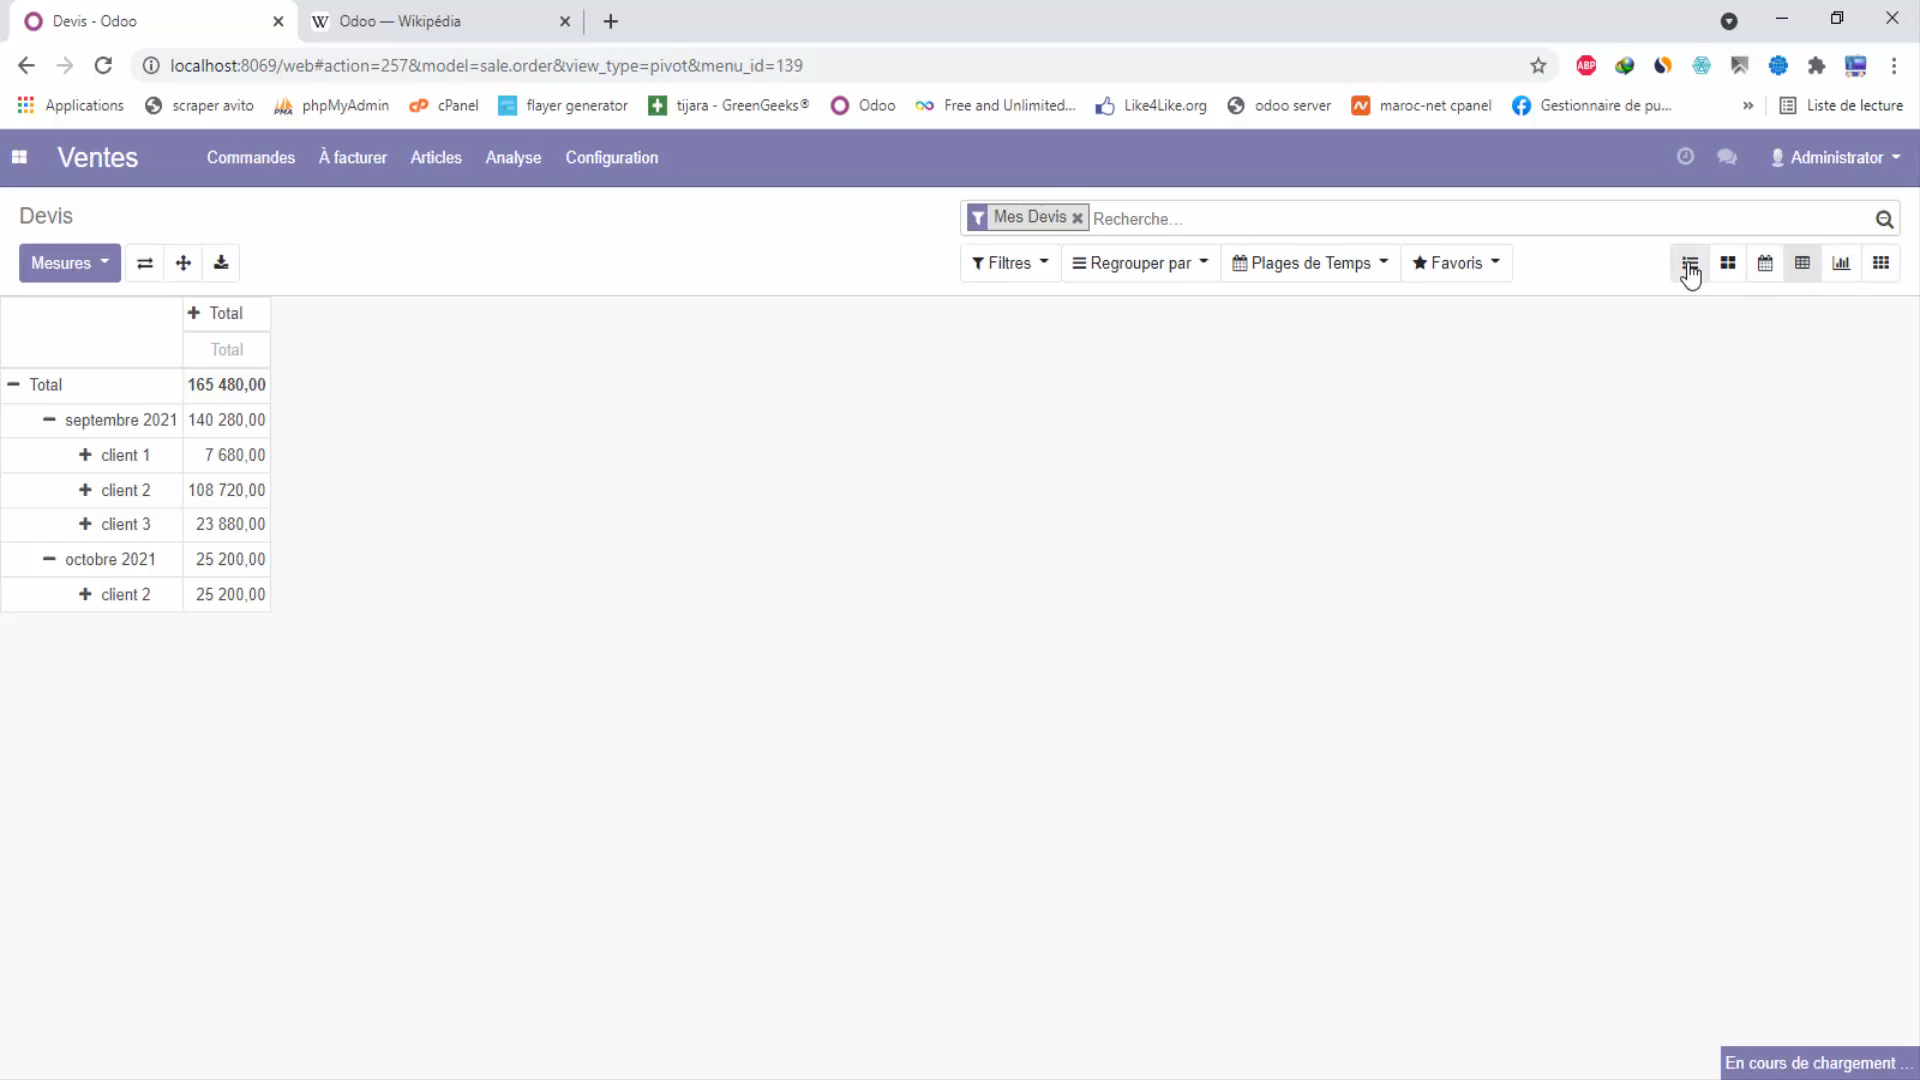 Devis - Odoo
W Odoo — Wikipédia
localhost:8069/web#action=257&model=sale.order&view_type=pivot&menu_id=139
ABP
Applications scraper avito phpMyAdmin cPanel flayer generator tijara - GreenGeeks® Odoo Free and Unlimited... Like4Like.org odoo server maroc-net cpanel Gestionnaire de pu... » Liste de lecture
Ventes Commandes À facturer Articles Analyse Configuration Administrator
Devis
Mes Devis Recherche...
Mesures Filtres Regrouper par Plages de Temps Favoris
Total
Total
Total 165 480,00
septembre 2021 140 280,00
client 1 7 680,00
client 2 108 720,00
client 3 23 880,00
octobre 2021 25 200,00
client 2 25 200,00
En cours de chargement ...